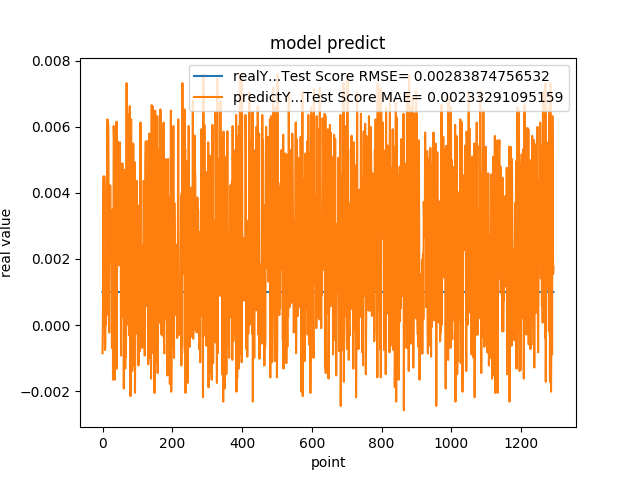 model predict
realY...Test Score RMSE= 0.00283874756532
predictY...Test Score MAE= 0.00233291095159
0.008
0.006
0.004
0.002
0.000
−0.002
real value
0 200 400 600 800 1000 1200
point